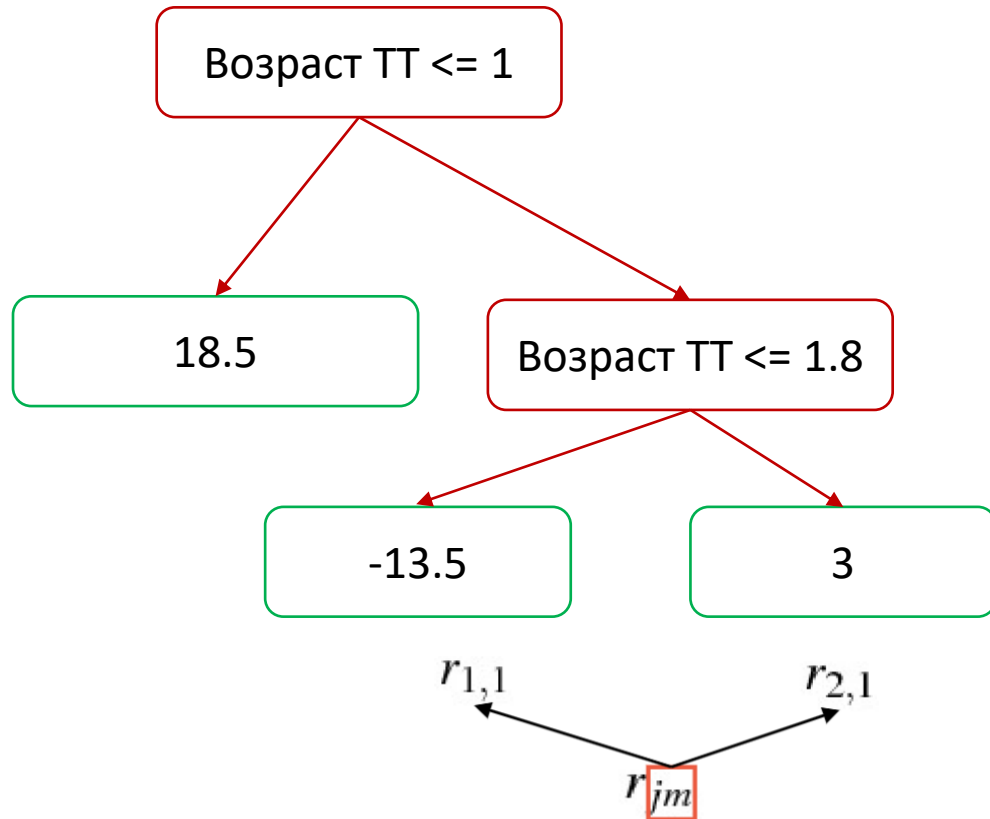 Возраст ТТ <= 1
18.5
Возраст ТТ <= 1.8
-13.5
3
r1,1
r2,1
rjm